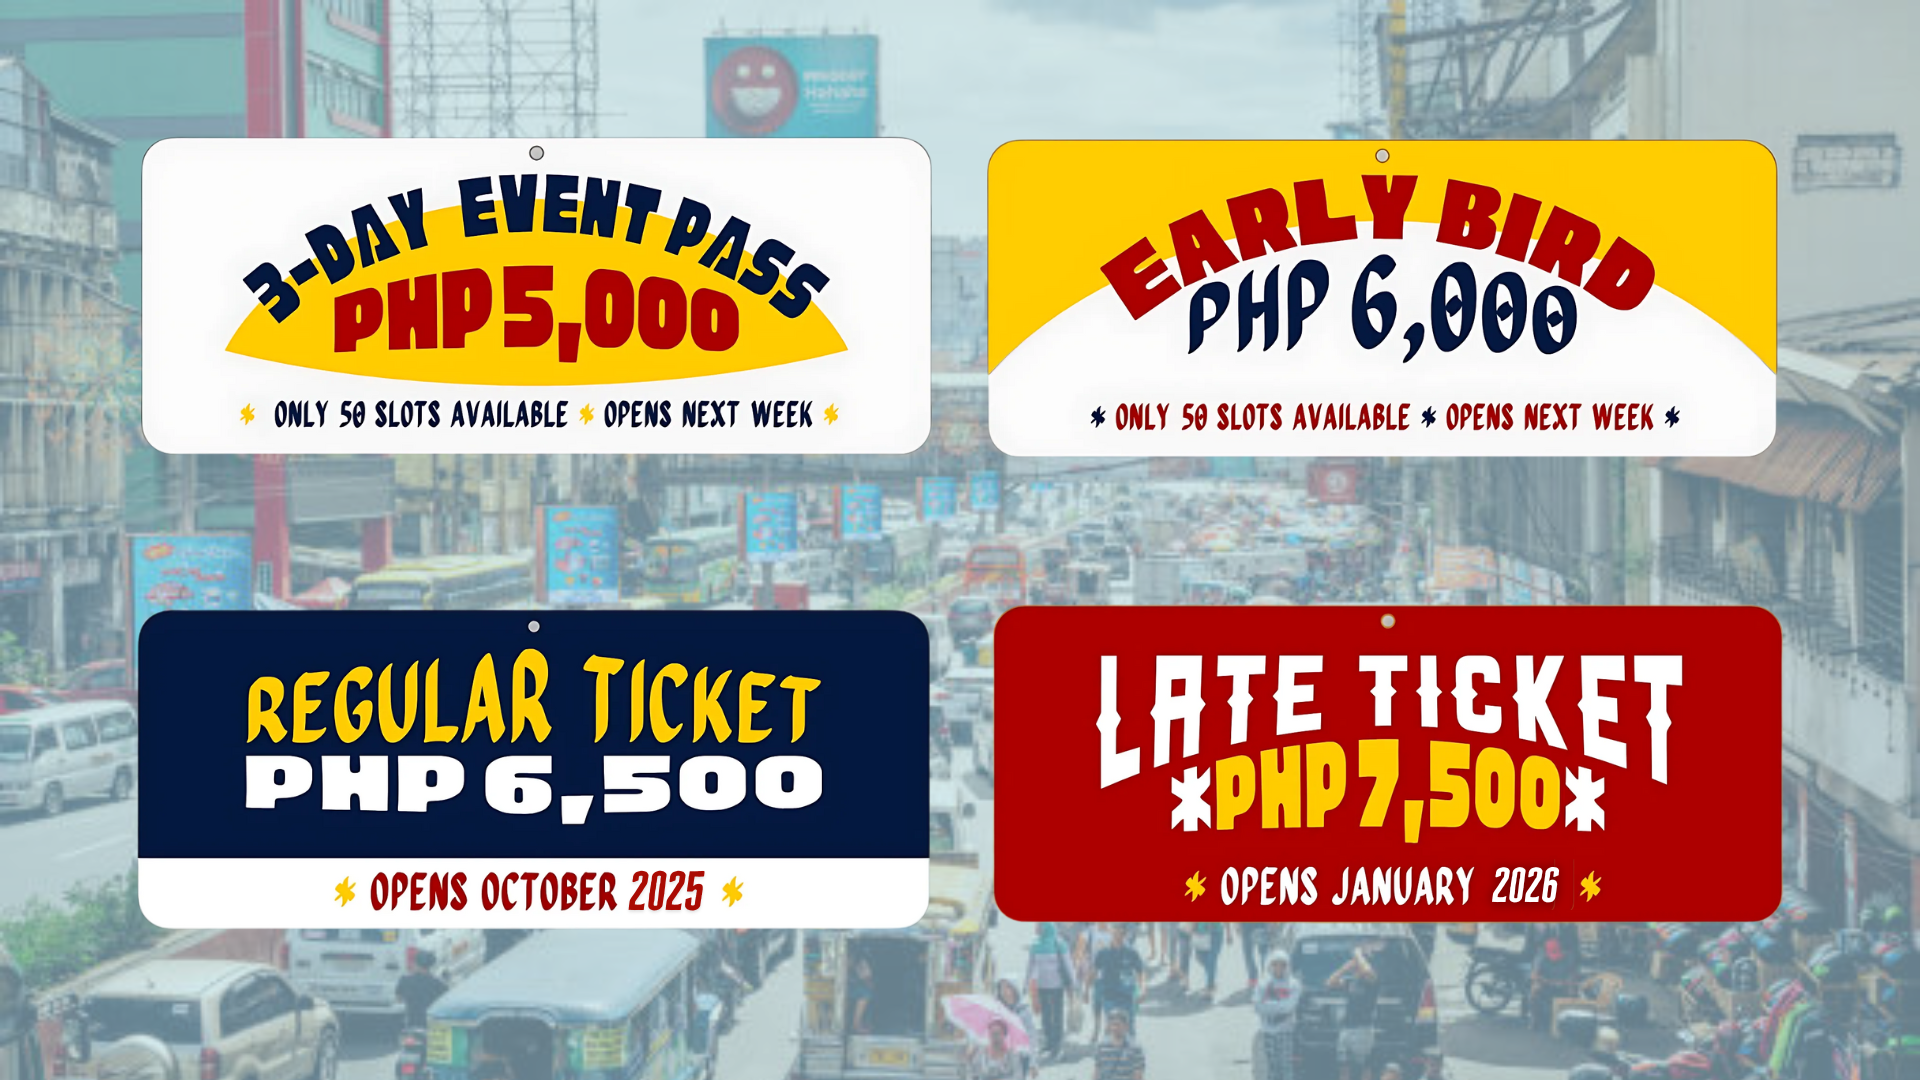 3-DAY EVENT PASS
PHP 5,000
ONLY 50 SLOTS AVAILABLE * OPENS NEXT WEEK
EARLY BIRD
PHP 6,000
* ONLY 50 SLOTS AVAILABLE * OPENS NEXT WEEK *
REGULAR TICKET
PHP 6,500
OPENS OCTOBER 2025
LATE TICKET
*PHP 7,500*
OPENS JANUARY 2026
Hahaha